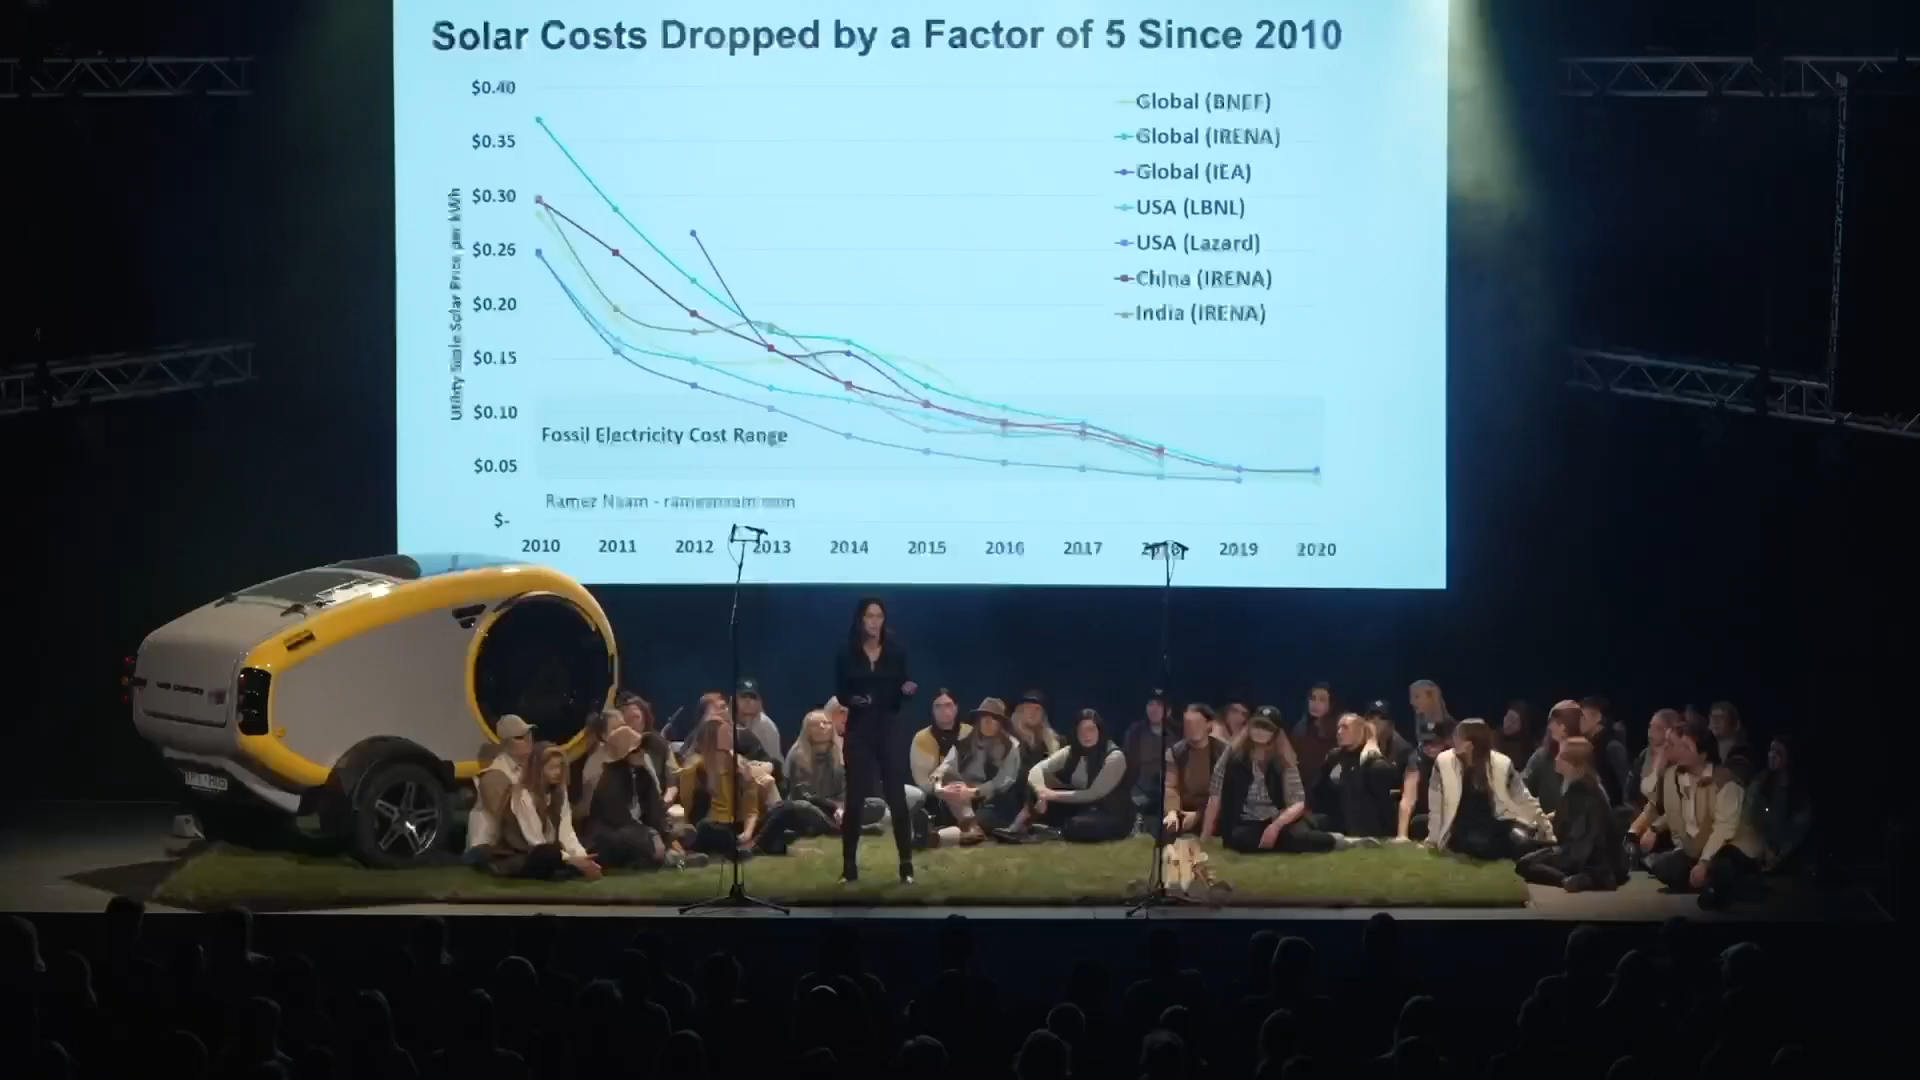 Solar Costs Dropped by a Factor of 5 Since 2010
$0.40
$0.35
$0.30
$0.25
$0.20
$0.15
$0.10
$0.05
$-
Utility Scale Solar Price, per kWh
Global (BNEF)
Global (IRENA)
Global (IEA)
USA (LBNL)
USA (Lazard)
China (IRENA)
India (IRENA)
Fossil Electricity Cost Range
Ramez Naam -
2010 2011 2012 2013 2014 2015 2016 2017 2018 2019 2020